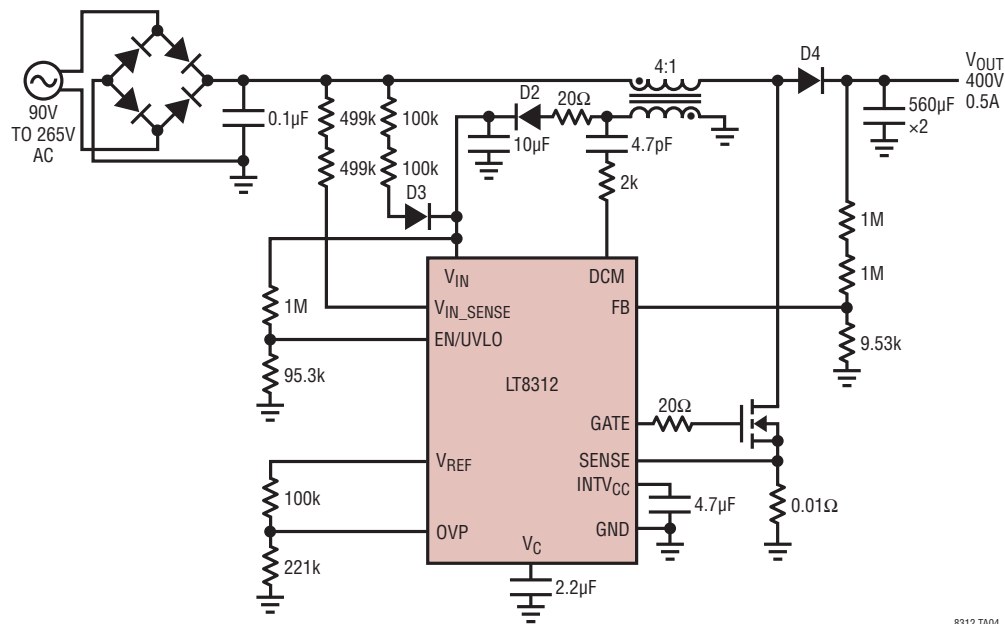 90V
TO 265V
AC
0.1µF
499k
499k
100k
100k
D3
10µF
D2
20Ω
4:1
4.7pF
2k
D4
VOUT
400V
0.5A
560µF
×2
1M
1M
9.53k
1M
95.3k
VIN
DCM
VIN_SENSE
FB
EN/UVLO
LT8312
GATE
20Ω
SENSE
VREF
INTVCC
4.7µF
0.01Ω
100k
OVP
GND
221k
VC
2.2µF
8312 TA04